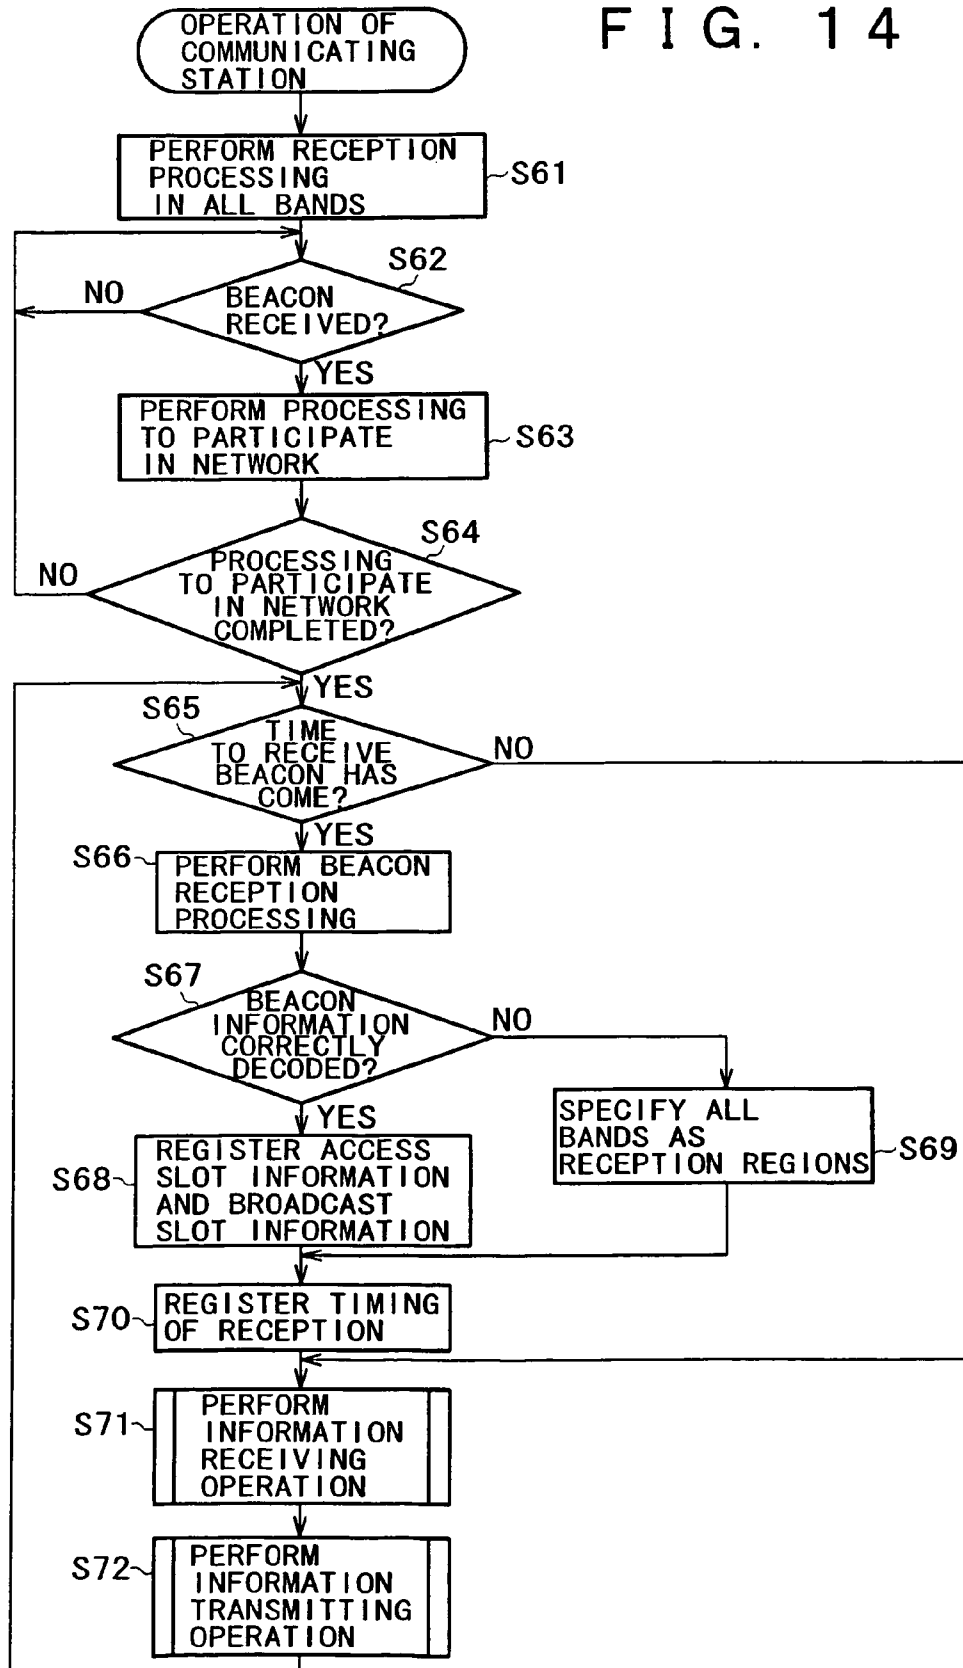 FIG. 14
OPERATION OF
COMMUNICATING
STATION
PERFORM RECEPTION
PROCESSING
IN ALL BANDS
S61
S62
NO
BEACON
RECEIVED?
YES
PERFORM PROCESSING
TO PARTICIPATE
IN NETWORK
S63
S64
NO
PROCESSING
TO PARTICIPATE
IN NETWORK
COMPLETED?
YES
S65
TIME
TO RECEIVE
BEACON HAS
COME?
NO
YES
S66
PERFORM BEACON
RECEPTION
PROCESSING
S67
BEACON
INFORMATION
CORRECTLY
DECODED?
NO
YES
SPECIFY ALL
BANDS AS
RECEPTION REGIONS
S69
S68
REGISTER ACCESS
SLOT INFORMATION
AND BROADCAST
SLOT INFORMATION
S70
REGISTER TIMING
OF RECEPTION
S71
PERFORM
INFORMATION
RECEIVING
OPERATION
S72
PERFORM
INFORMATION
TRANSMITTING
OPERATION